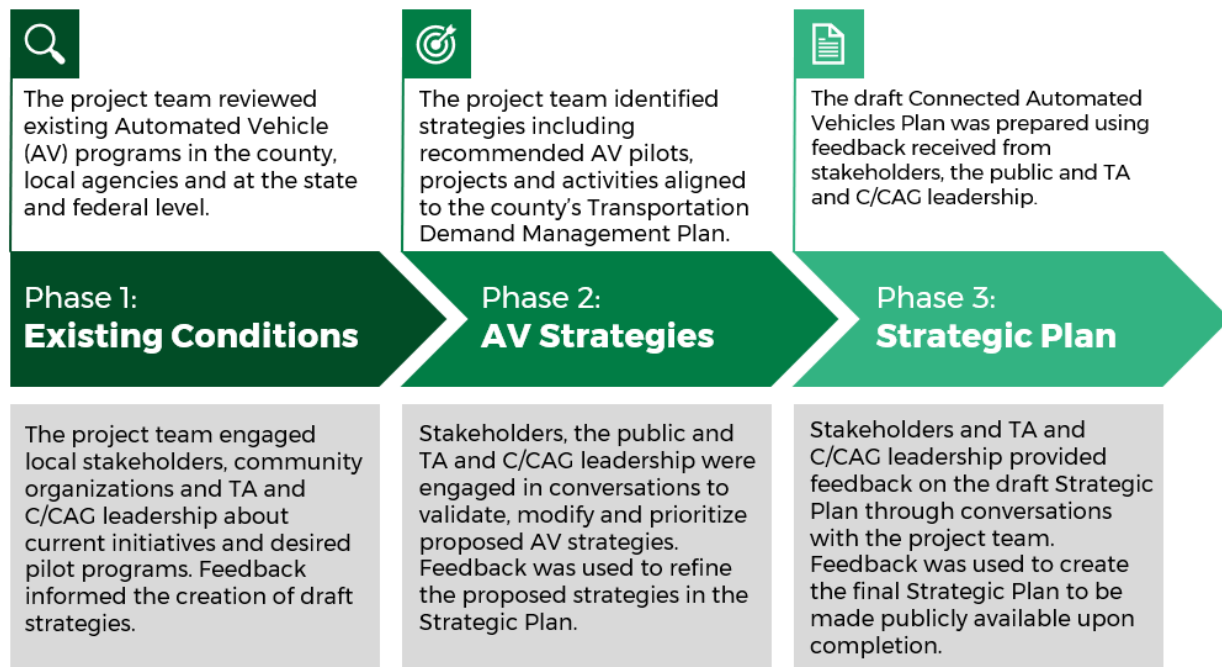 The project team reviewed
existing Automated Vehicle
(AV) programs in the county,
local agencies and at the state
and federal level.
Phase 1:
Existing Conditions
The project team engaged
local stakeholders, community
organizations and TA and
C/CAG leadership about
current initiatives and desired
pilot programs. Feedback
informed the creation of draft
strategies.
The project team identified
strategies including
recommended AV pilots,
projects and activities aligned
to the county's Transportation
Demand Management Plan.
Phase 2:
AV Strategies
Stakeholders, the public and
TA and C/CAG leadership were
engaged in conversations to
validate, modify and prioritize
proposed AV strategies.
Feedback was used to refine
the proposed strategies in the
Strategic Plan.
The draft Connected Automated
Vehicles Plan was prepared using
feedback received from
stakeholders, the public and TA
and C/CAG leadership.
Phase 3:
Strategic Plan
Stakeholders and TA and
C/CAG leadership provided
feedback on the draft Strategic
Plan through conversations
with the project team.
Feedback was used to create
the final Strategic Plan to be
made publicly available upon
completion.